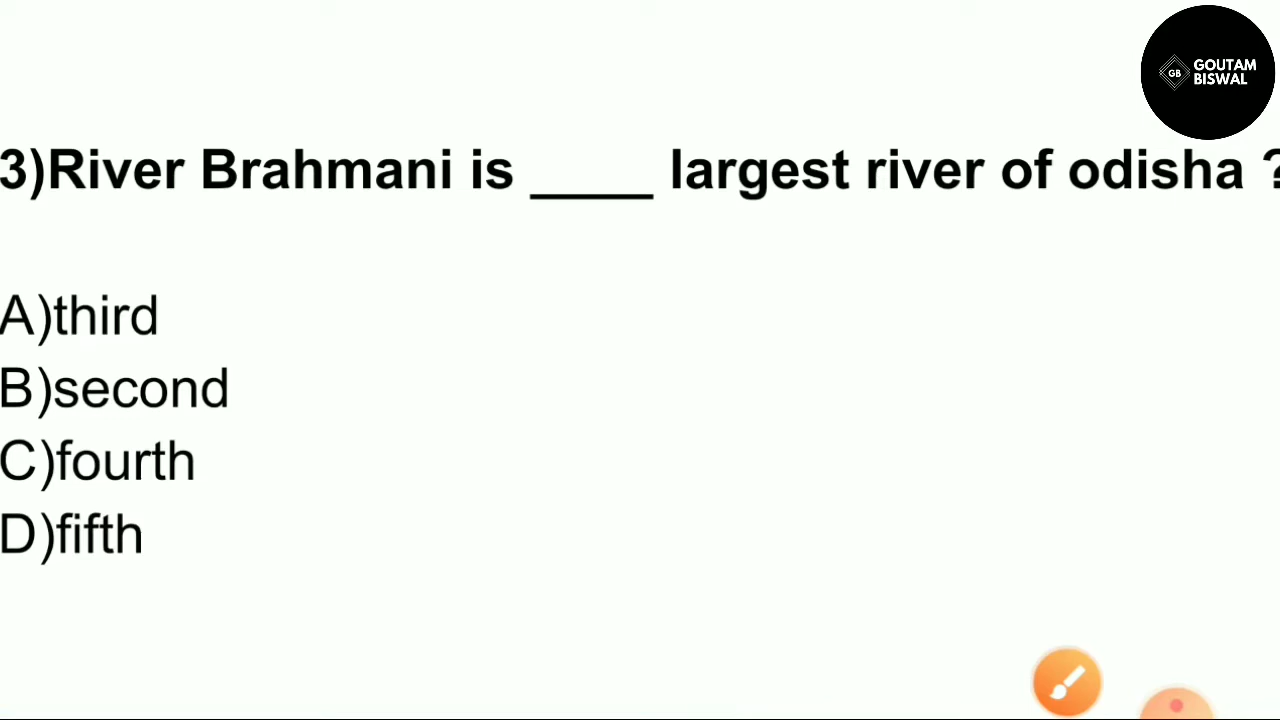 GOUTAM
BISWAL
GB
3)River Brahmani is ____ largest river of odisha ?
A)third
B)second
C)fourth
D)fifth